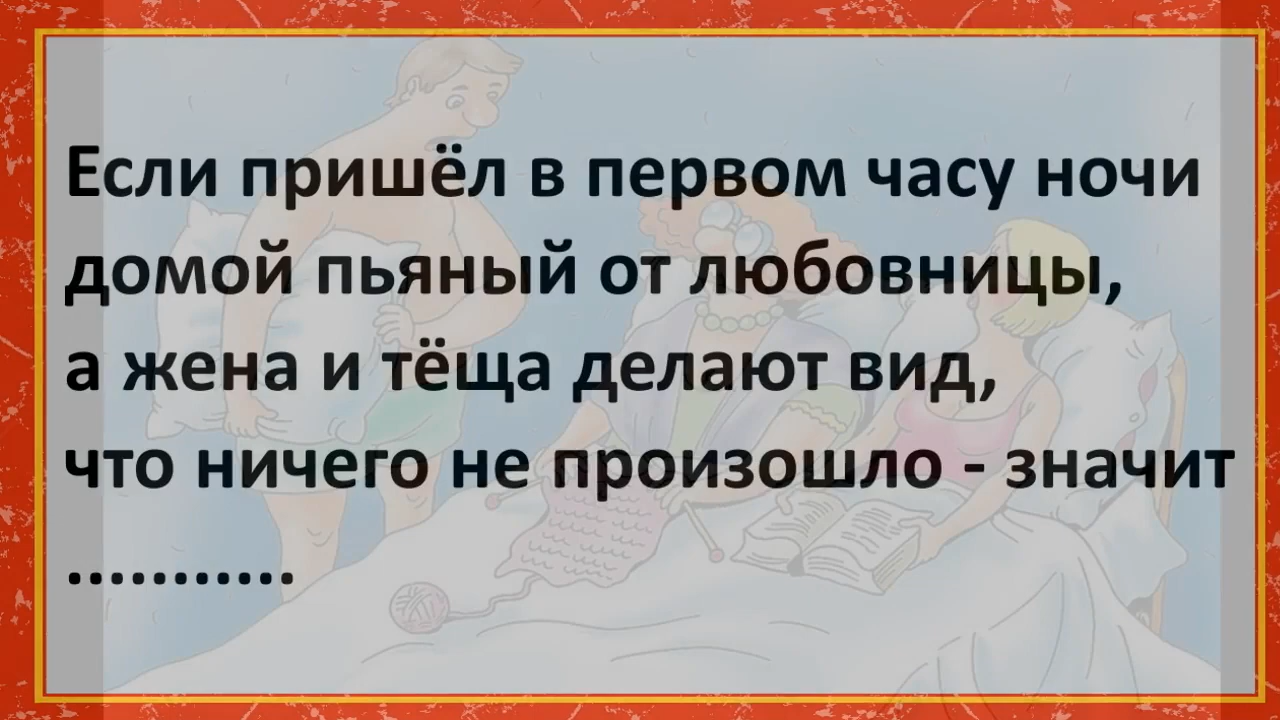 Если пришёл в первом часу ночи
домой пьяный от любовницы,
а жена и тёща делают вид,
что ничего не произошло - значит
...........